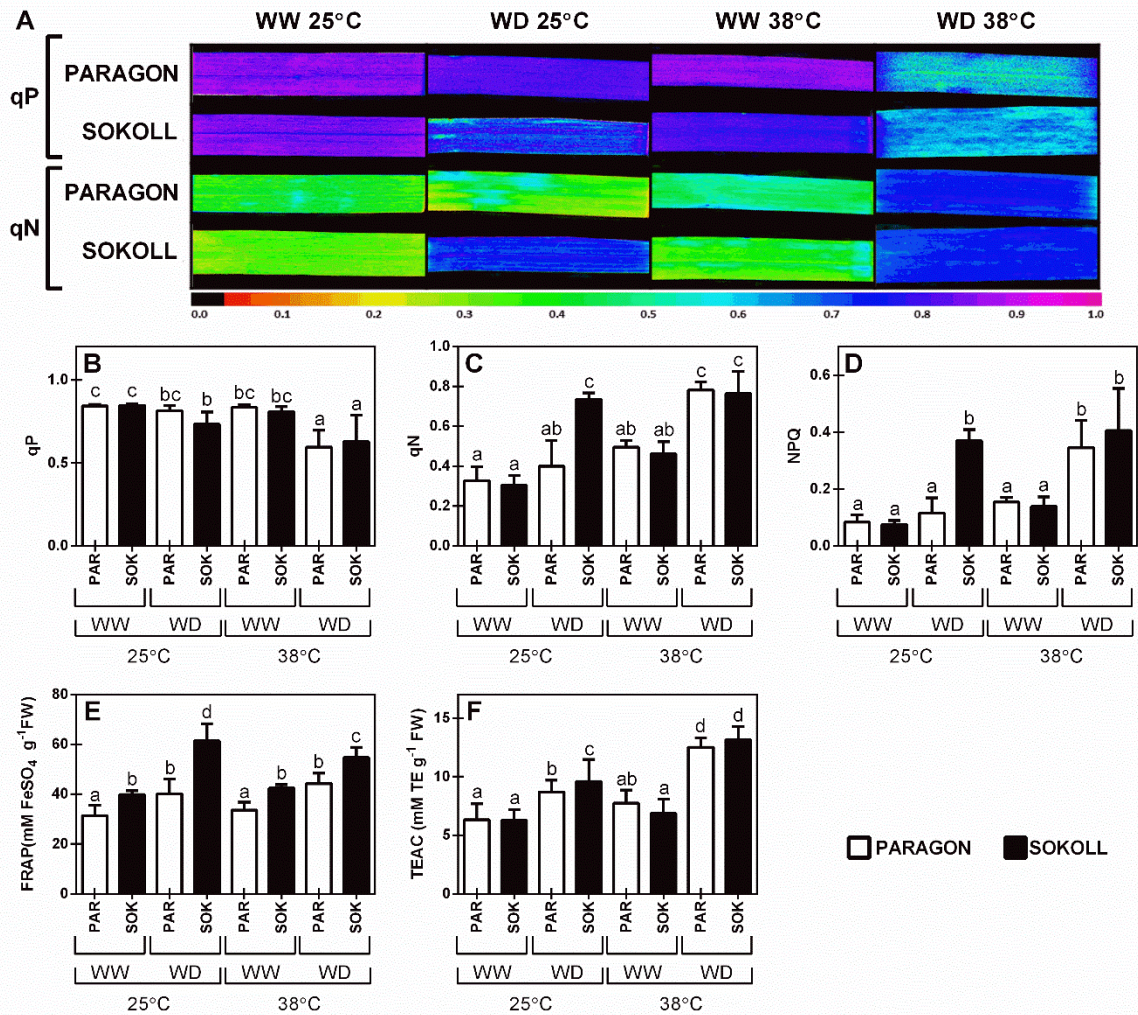 A
WW 25°C WD 25°C WW 38°C WD 38°C
qP
PARAGON
SOKOLL
qN
PARAGON
SOKOLL
0.0 0.1 0.2 0.3 0.4 0.5 0.6 0.7 0.8 0.9 1.0
B
qP
1.0
0.5
0.0
c c bc b bc bc a a
PAR SOK PAR SOK PAR SOK PAR SOK
WW WD WW WD
25°C 38°C
C
qN
1.0
0.8
0.6
0.4
0.2
0.0
a a ab c ab ab c c
PAR SOK PAR SOK PAR SOK PAR SOK
WW WD WW WD
25°C 38°C
D
NPQ
0.6
0.4
0.2
0.0
a a a b a a b b
PAR SOK PAR SOK PAR SOK PAR SOK
WW WD WW WD
25°C 38°C
E
FRAP(mM FeSO₄ g⁻¹FW)
80
60
40
20
0
a b b d a b b c
PAR SOK PAR SOK PAR SOK PAR SOK
WW WD WW WD
25°C 38°C
F
TEAC (mM TE g⁻¹ FW)
15
10
5
0
a a b c ab a d d
PAR SOK PAR SOK PAR SOK PAR SOK
WW WD WW WD
25°C 38°C
PARAGON SOKOLL